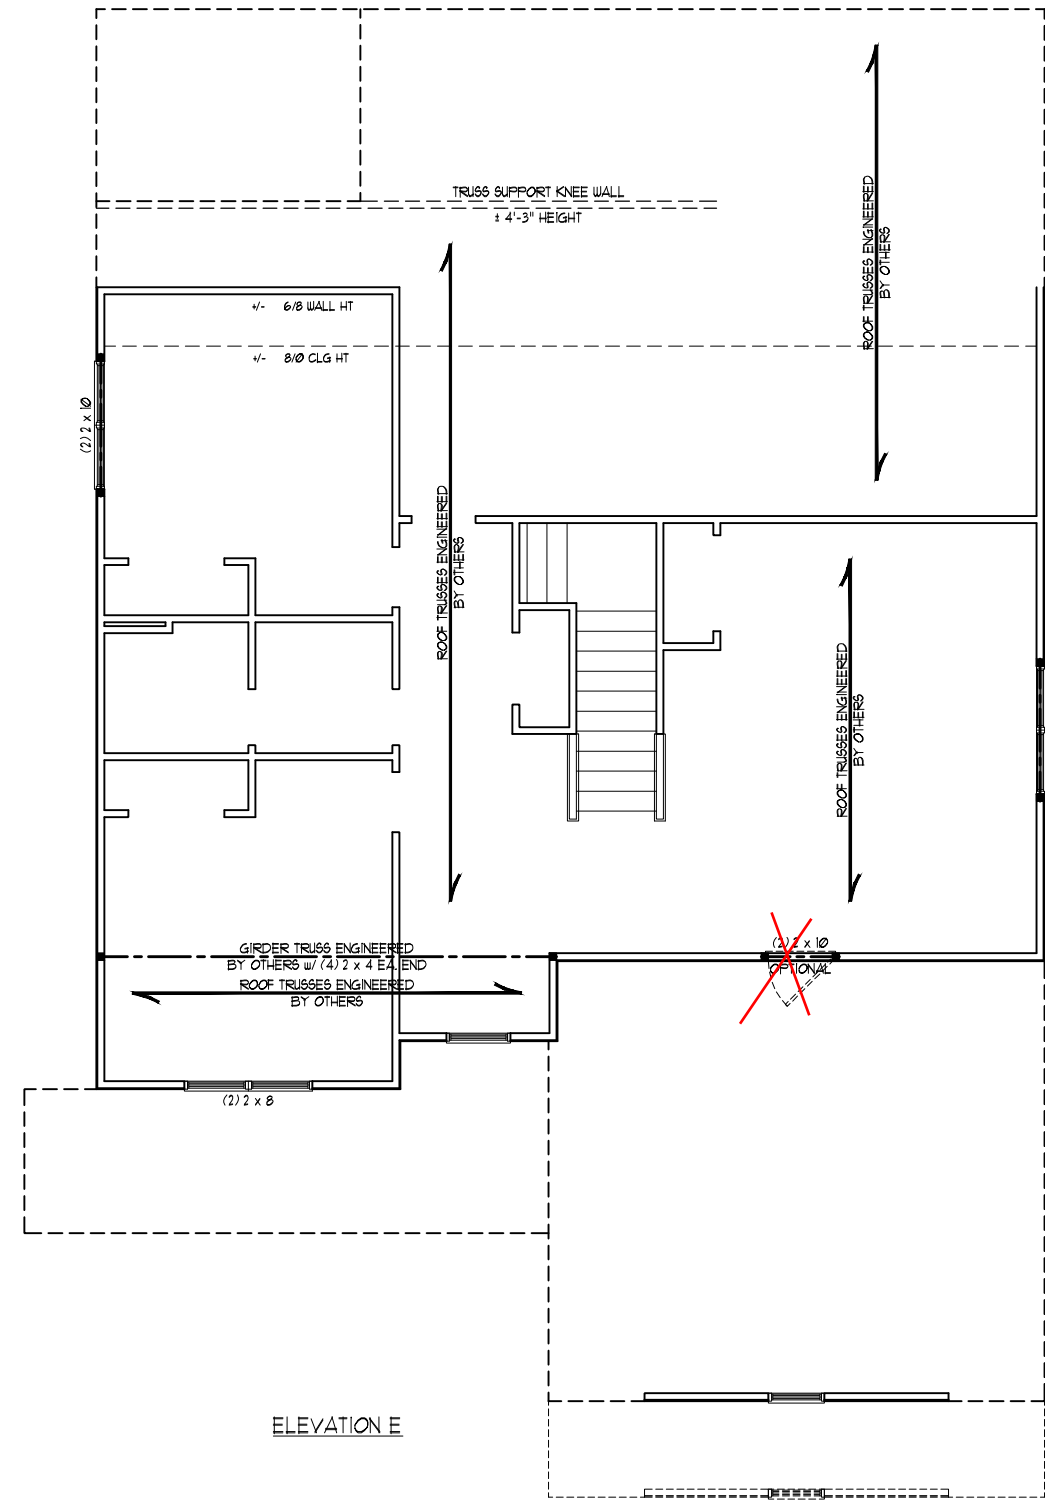 TRUSS SUPPORT KNEE WALL
± 4'-3" HEIGHT
ROOF TRUSSES ENGINEERED
BY OTHERS
+/- 6/8 WALL HT
+/- 8/0 CLG HT
(2) 2 x 10
ROOF TRUSSES ENGINEERED
BY OTHERS
ROOF TRUSSES ENGINEERED
BY OTHERS
GIRDER TRUSS ENGINEERED
BY OTHERS w/ (4) 2 x 4 EA. END
ROOF TRUSSES ENGINEERED
BY OTHERS
(2) 2 x 10
OPTIONAL
(2) 2 x 8
ELEVATION E